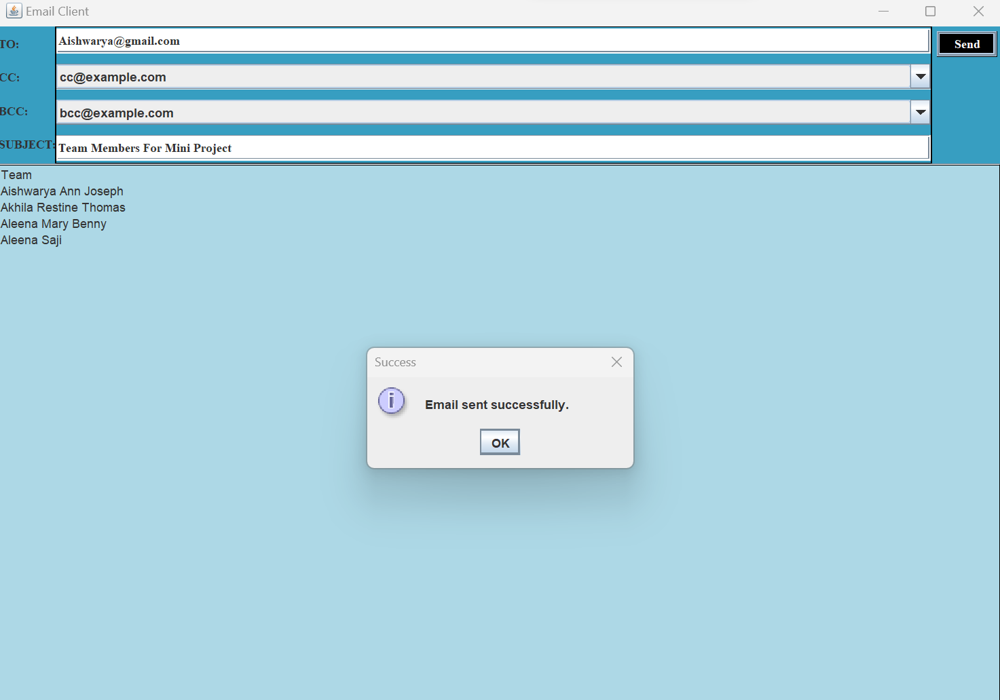 Email Client
TO:
Aishwarya@gmail.com
Send
CC:
cc@example.com
BCC:
bcc@example.com
SUBJECT:
Team Members For Mini Project
Team
Aishwarya Ann Joseph
Akhila Restine Thomas
Aleena Mary Benny
Aleena Saji
Success
Email sent successfully.
OK